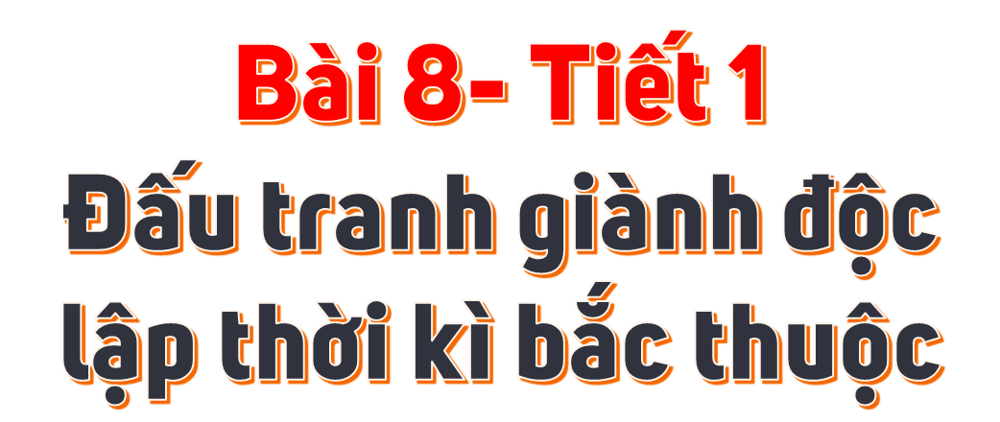 Bài 8- Tiết 1
Đấu tranh giành độc
lập thời kì bắc thuộc